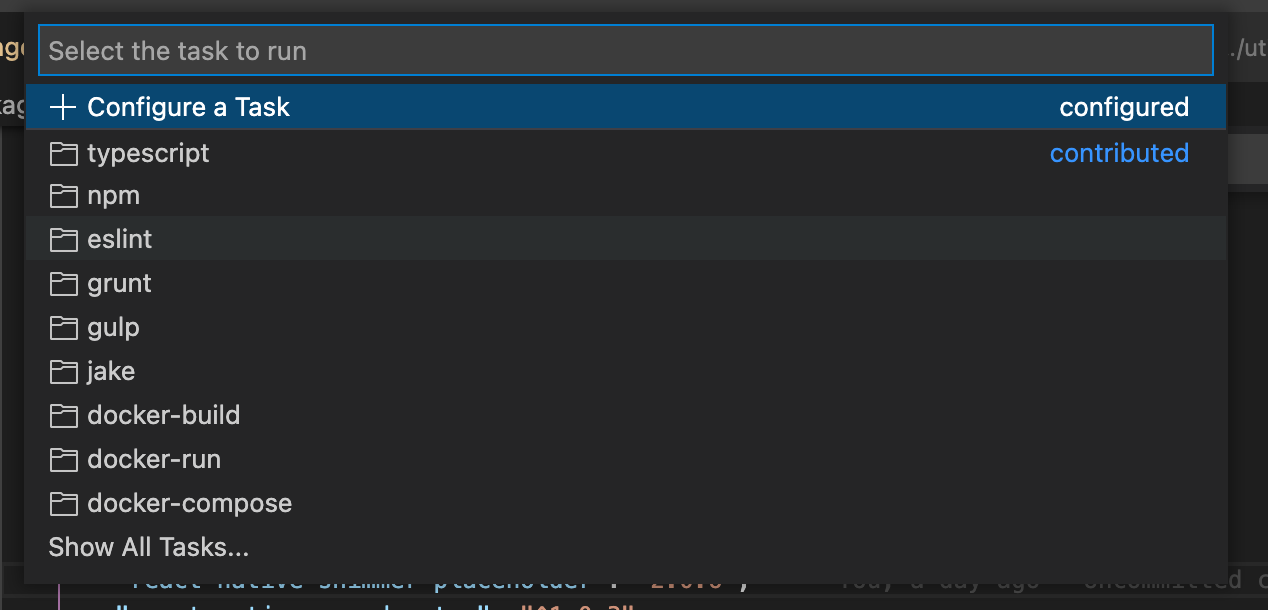 Select the task to run
./ut
Configure a Task configured
typescript contributed
npm
eslint
grunt
gulp
jake
docker-build
docker-run
docker-compose
Show All Tasks...